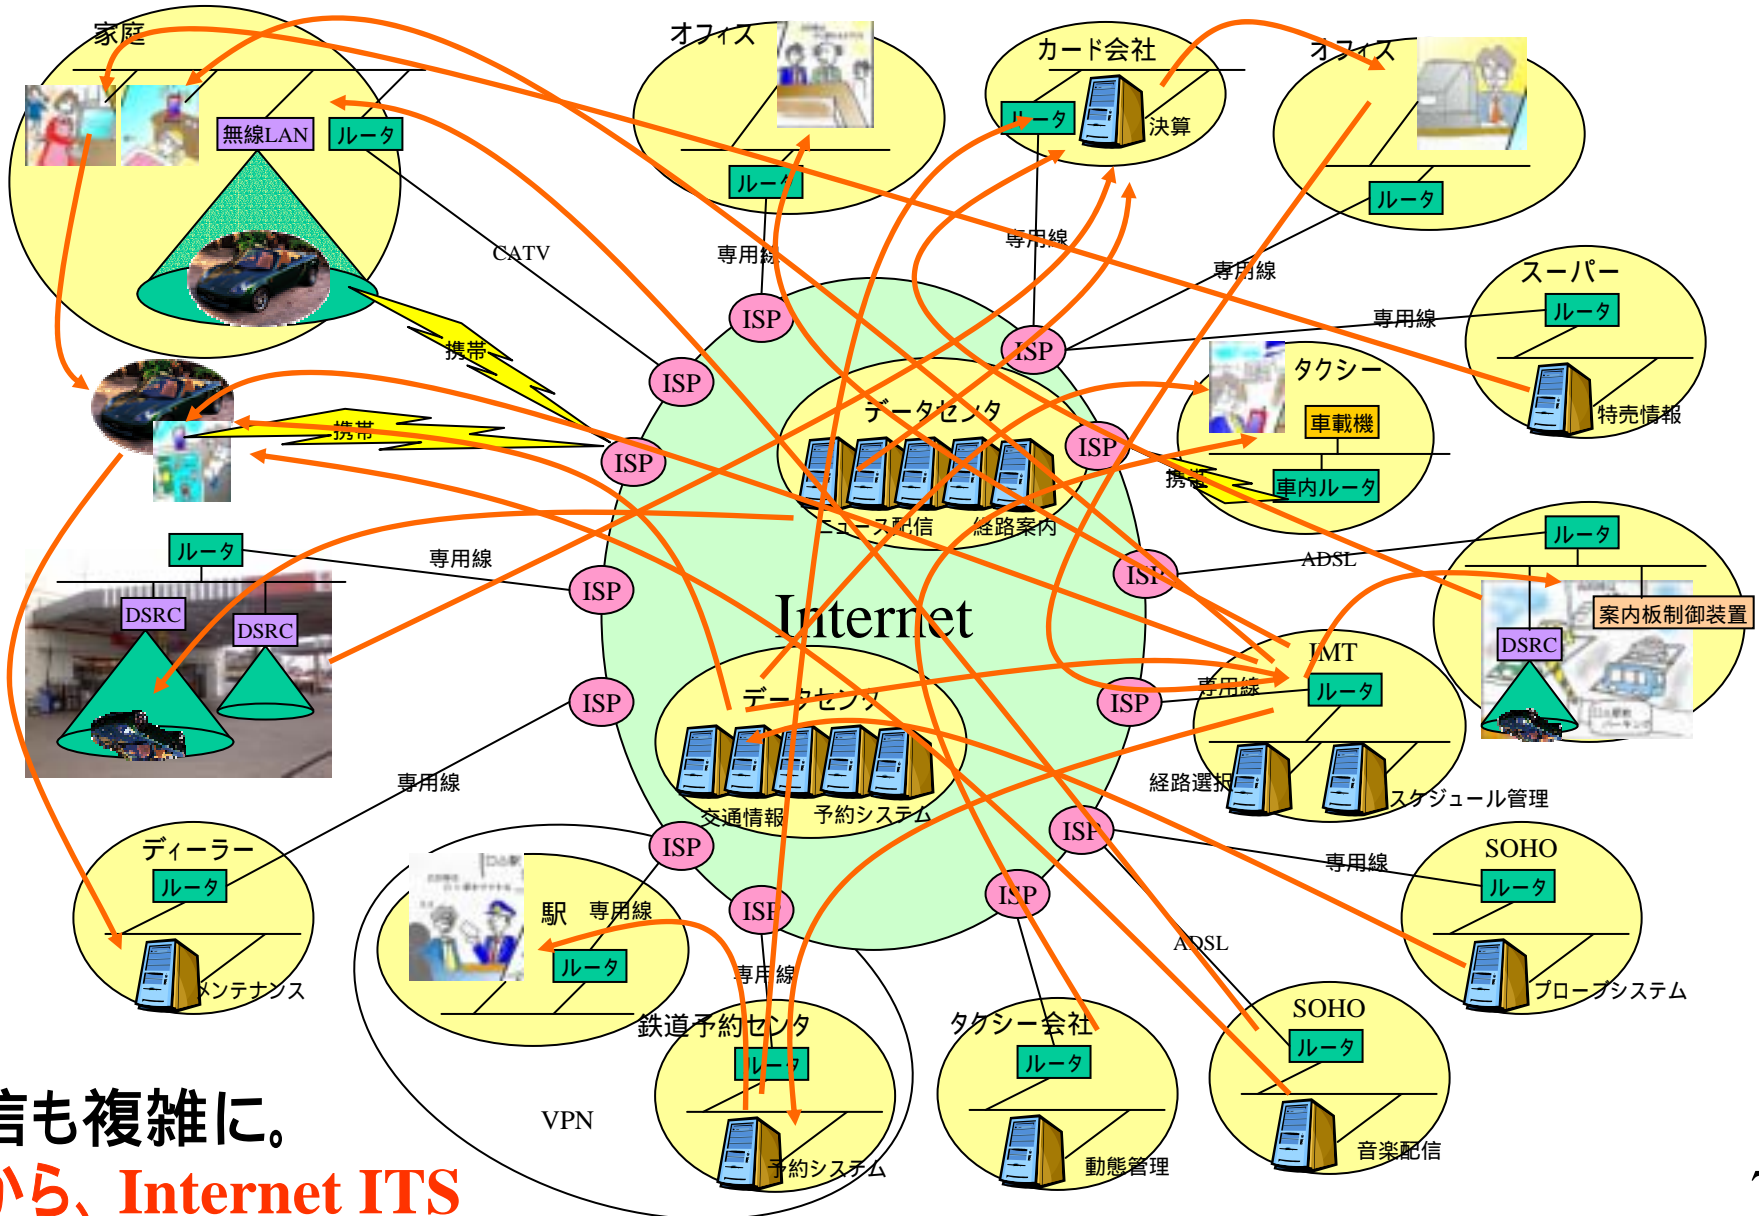 家庭
無線LAN
ルータ
CATV
携帯
オフィス
ルータ
専用線
カード会社
ルータ
決算
専用線
オフィス
ルータ
専用線
スーパー
ルータ
専用線
特売情報
タクシー
車載機
車内ルータ
携帯
ISP
ISP
ISP
ISP
ISP
ISP
ISP
ISP
ISP
ISP
ISP
ISP
ISP
ISP
データセンタ
ニュース配信
経路案内
Internet
データセンタ
交通情報
予約システム
携帯
ルータ
専用線
DSRC
DSRC
ルータ
ADSL
案内板制御装置
DSRC
IMT
専用線
ルータ
経路選択
スケジュール管理
専用線
ディーラー
ルータ
メンテナンス
駅
専用線
ルータ
VPN
鉄道予約センタ
専用線
ルータ
予約システム
タクシー会社
ルータ
動態管理
ADSL
SOHO
ルータ
音楽配信
専用線
SOHO
ルータ
プローブシステム
信も複雑に。
から、Internet ITS